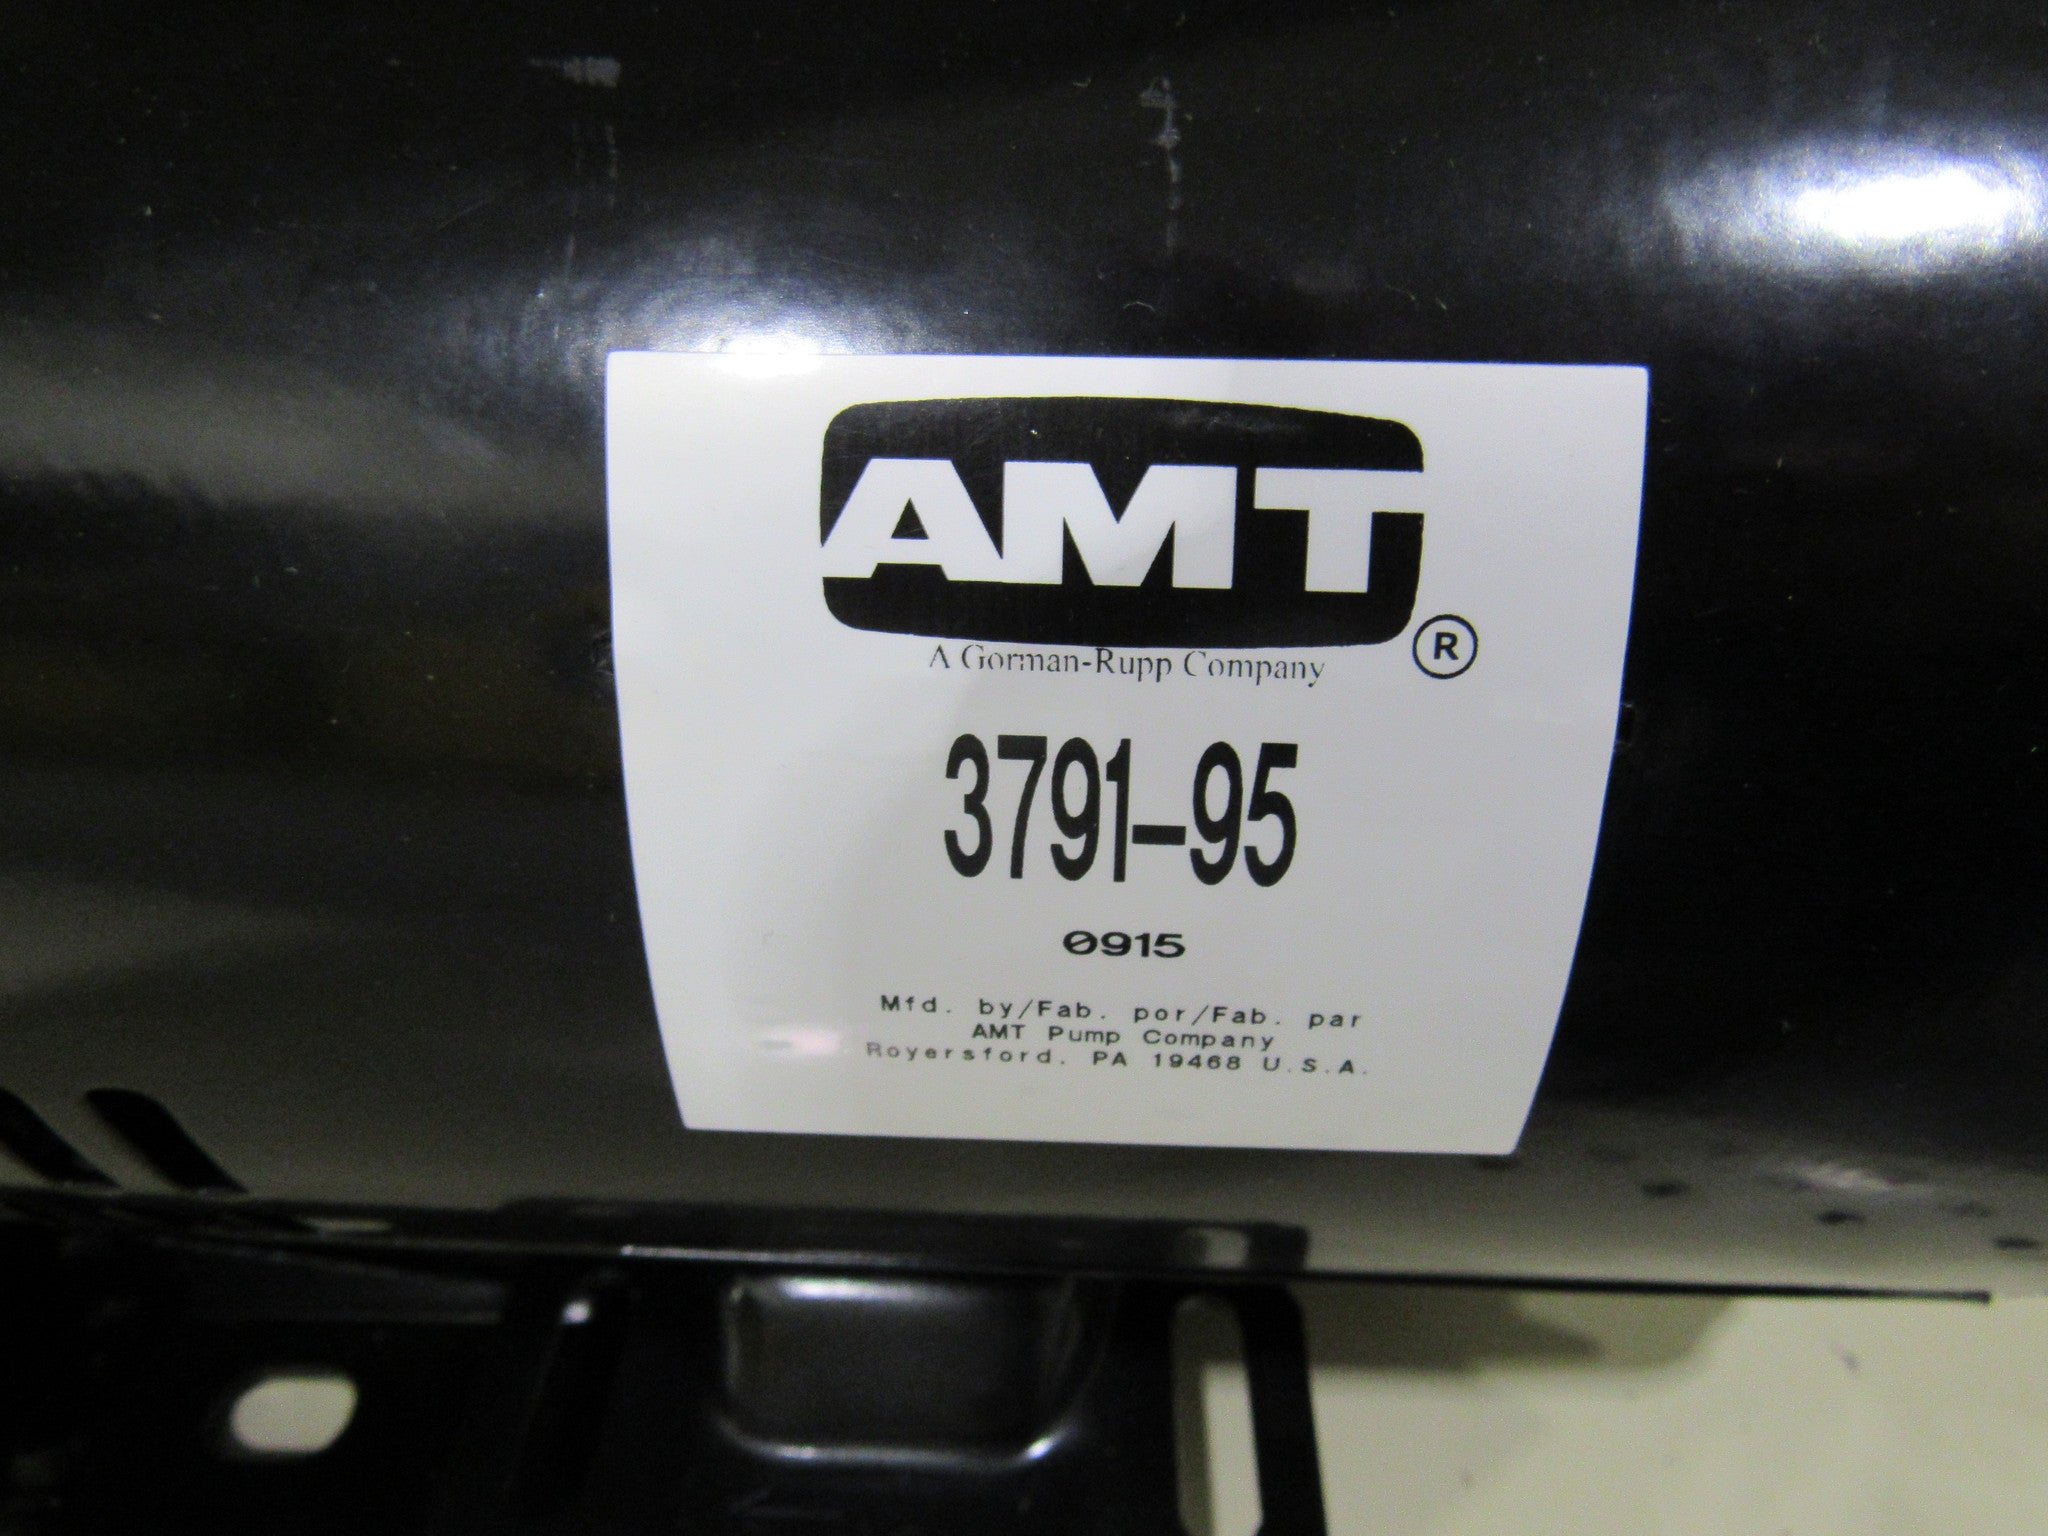 AMT
®
A Gorman-Rupp Company
3791-95
0915
Mfd. by/Fab. por/Fab. par
AMT Pump Company
Royersford. PA 19468 U.S.A.